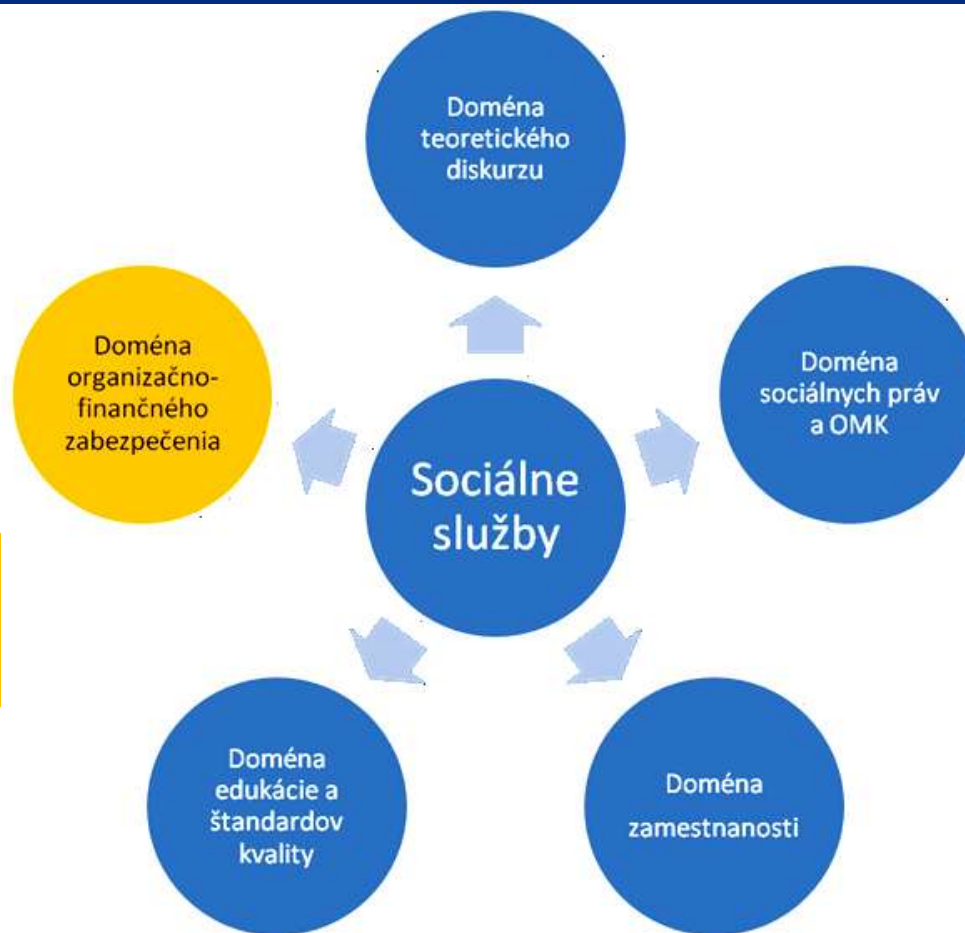 Doména
teoretického
diskurzu
Doména
organizačno-
finančného
zabezpečenia
Doména
sociálnych práv
a OMK
Sociálne
služby
Doména
edukácie a
štandardov
kvality
Doména
zamestnanosti